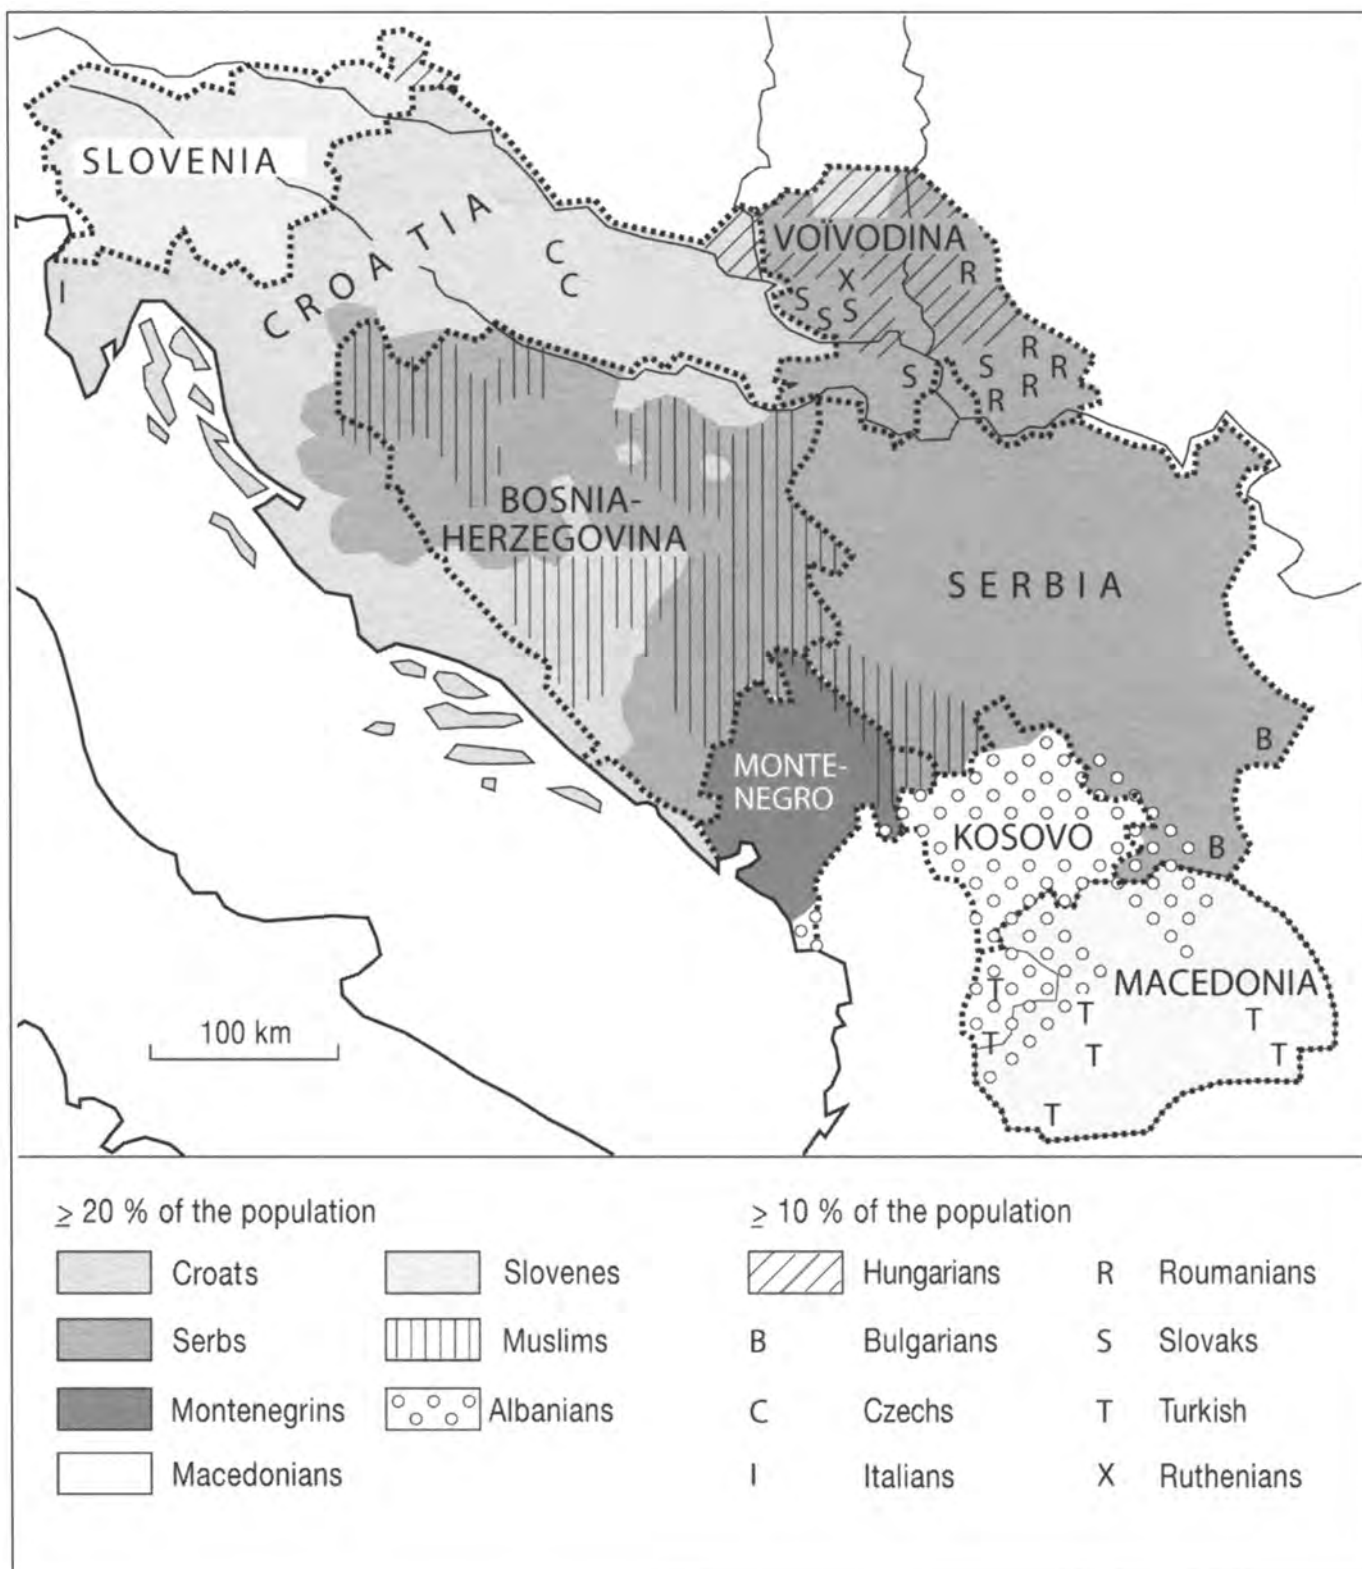 SLOVENIA
CROATIA
C
C
I
VOÏVODINA
X
R
S
S
S
R
S
R
S
R
R
BOSNIA-
HERZEGOVINA
SERBIA
MONTE-
NEGRO
B
KOSOVO
B
MACEDONIA
T
T
T
T
T
T
T
100 km
≥ 20 % of the population
Croats
Slovenes
Serbs
Muslims
Montenegrins
Albanians
Macedonians
≥ 10 % of the population
Hungarians
R Roumanians
B Bulgarians
S Slovaks
C Czechs
T Turkish
I Italians
X Ruthenians